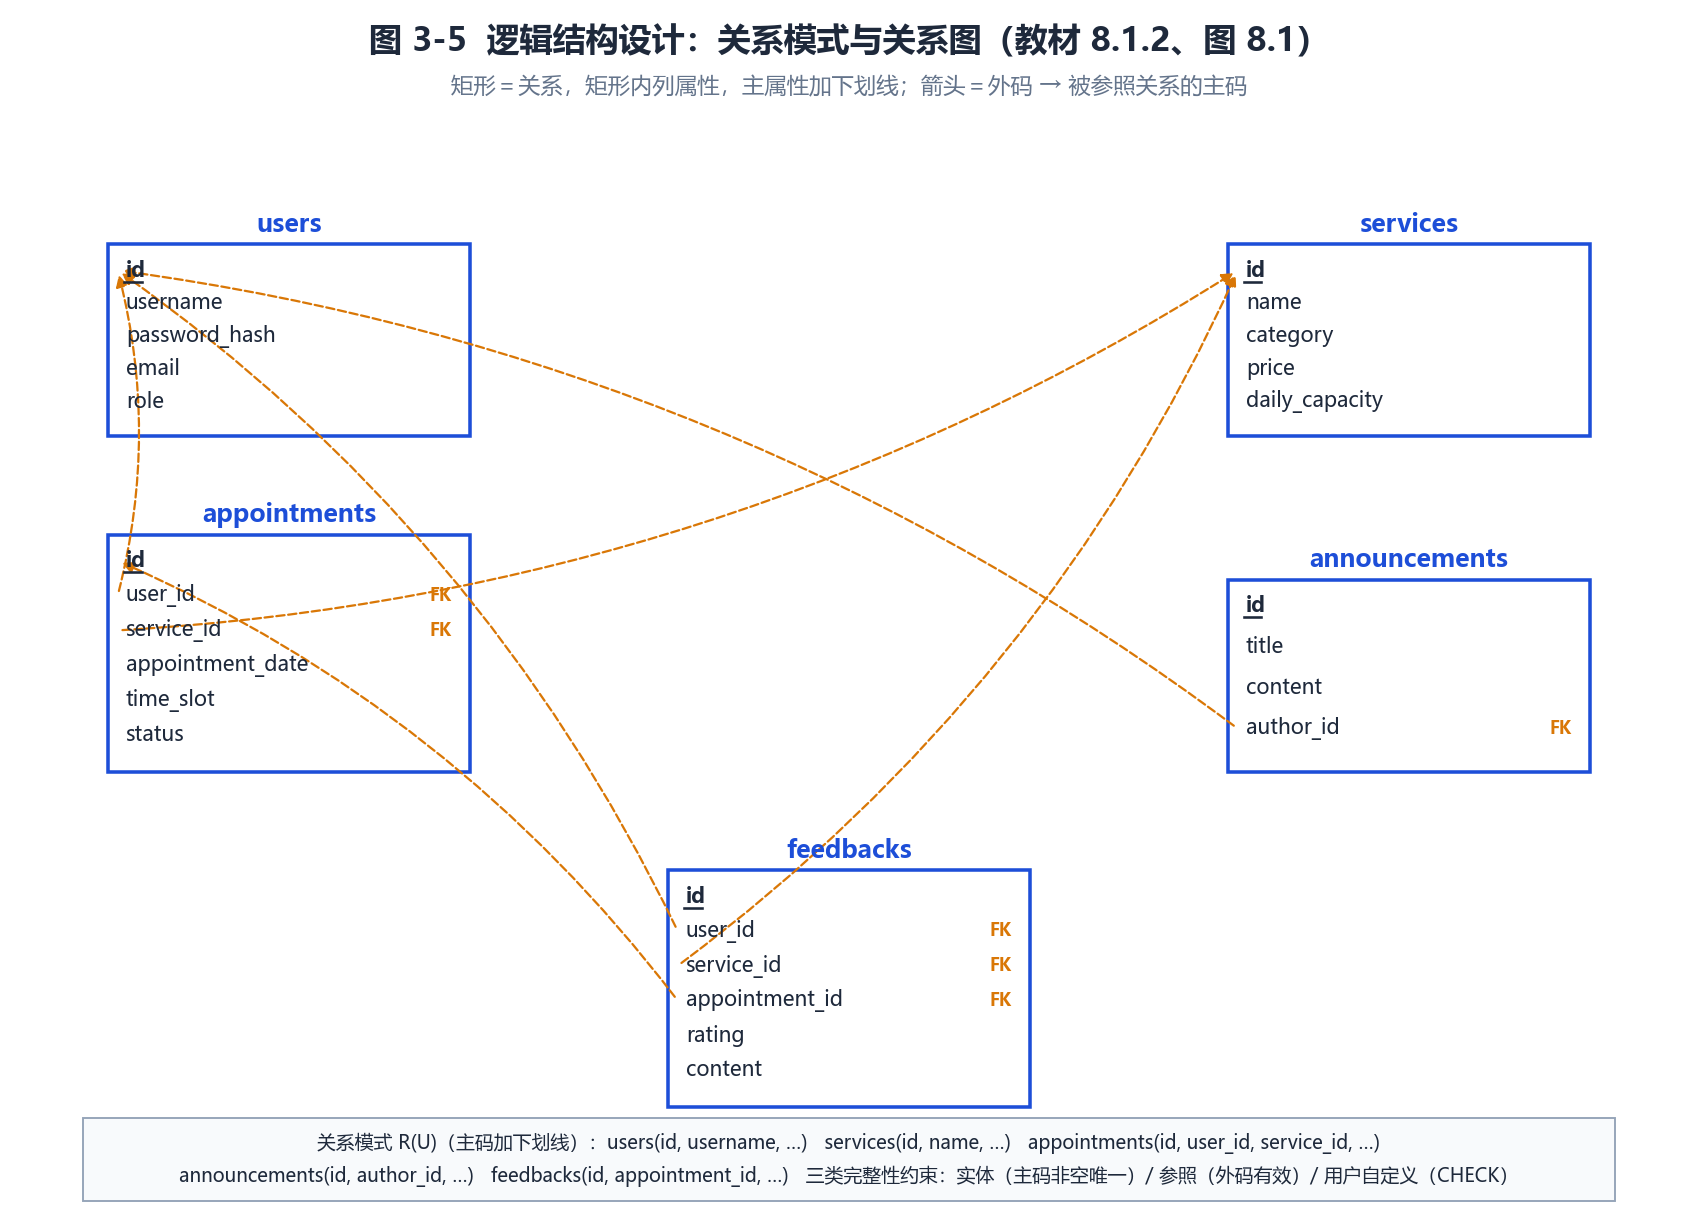 图 3-5  逻辑结构设计：关系模式与关系图（教材 8.1.2、图 8.1）
矩形＝关系，矩形内列属性，主属性加下划线；箭头＝外码 → 被参照关系的主码
users
id
username
password_hash
email
role
services
id
name
category
price
daily_capacity
appointments
id
user_id FK
service_id FK
appointment_date
time_slot
status
announcements
id
title
content
author_id FK
feedbacks
id
user_id FK
service_id FK
appointment_id FK
rating
content
关系模式 R(U)（主码加下划线）: users(id, username, …)   services(id, name, …)   appointments(id, user_id, service_id, …)
announcements(id, author_id, …)   feedbacks(id, appointment_id, …)   三类完整性约束：实体（主码非空唯一）/ 参照（外码有效）/ 用户自定义（CHECK）